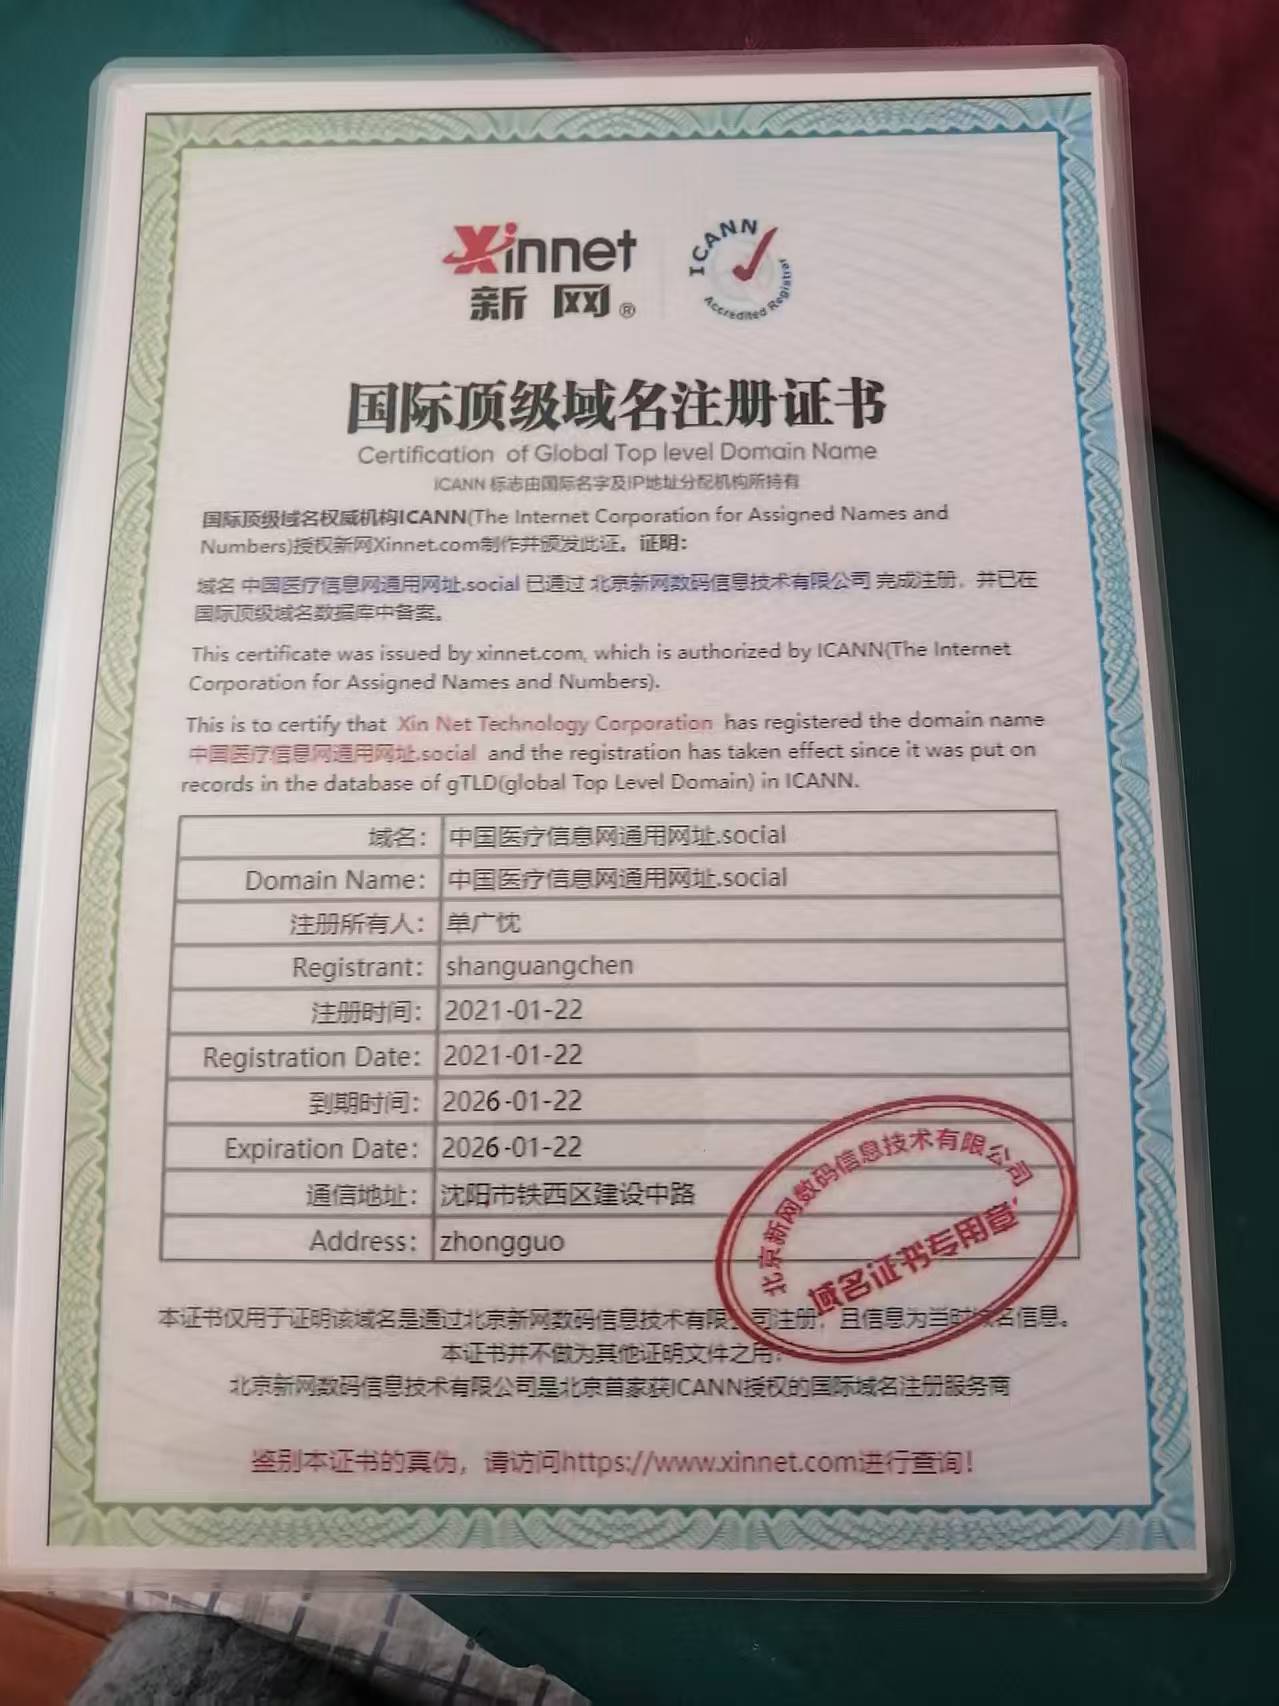 Xinnet
新网®
ICANN
Accredited Registrar
国际顶级域名注册证书
Certification of Global Top level Domain Name
ICANN 标志由国际名字及IP地址分配机构所持有
国际顶级域名权威机构ICANN(The Internet Corporation for Assigned Names and
Numbers)授权新网Xinnet.com制作并颁发此证。证明：
域名 中国医疗信息网通用网址.social 已通过 北京新网数码信息技术有限公司 完成注册，并已在
国际顶级域名数据库中备案。
This certificate was issued by xinnet.com, which is authorized by ICANN(The Internet
Corporation for Assigned Names and Numbers).
This is to certify that Xin Net Technology Corporation has registered the domain name
中国医疗信息网通用网址.social and the registration has taken effect since it was put on
records in the database of gTLD(global Top Level Domain) in ICANN.
域名： 中国医疗信息网通用网址.social
Domain Name: 中国医疗信息网通用网址.social
注册所有人： 单广忱
Registrant: shanguangchen
注册时间： 2021-01-22
Registration Date: 2021-01-22
到期时间： 2026-01-22
Expiration Date: 2026-01-22
通信地址： 沈阳市铁西区建设中路
Address: zhongguo
北京新网数码信息技术有限公司
域名证书专用章
本证书仅用于证明该域名是通过北京新网数码信息技术有限公司注册，且信息为当时域名信息。
本证书并不做为其他证明文件之用。
北京新网数码信息技术有限公司是北京首家获ICANN授权的国际域名注册服务商
鉴别本证书的真伪，请访问https://www.xinnet.com进行查询！